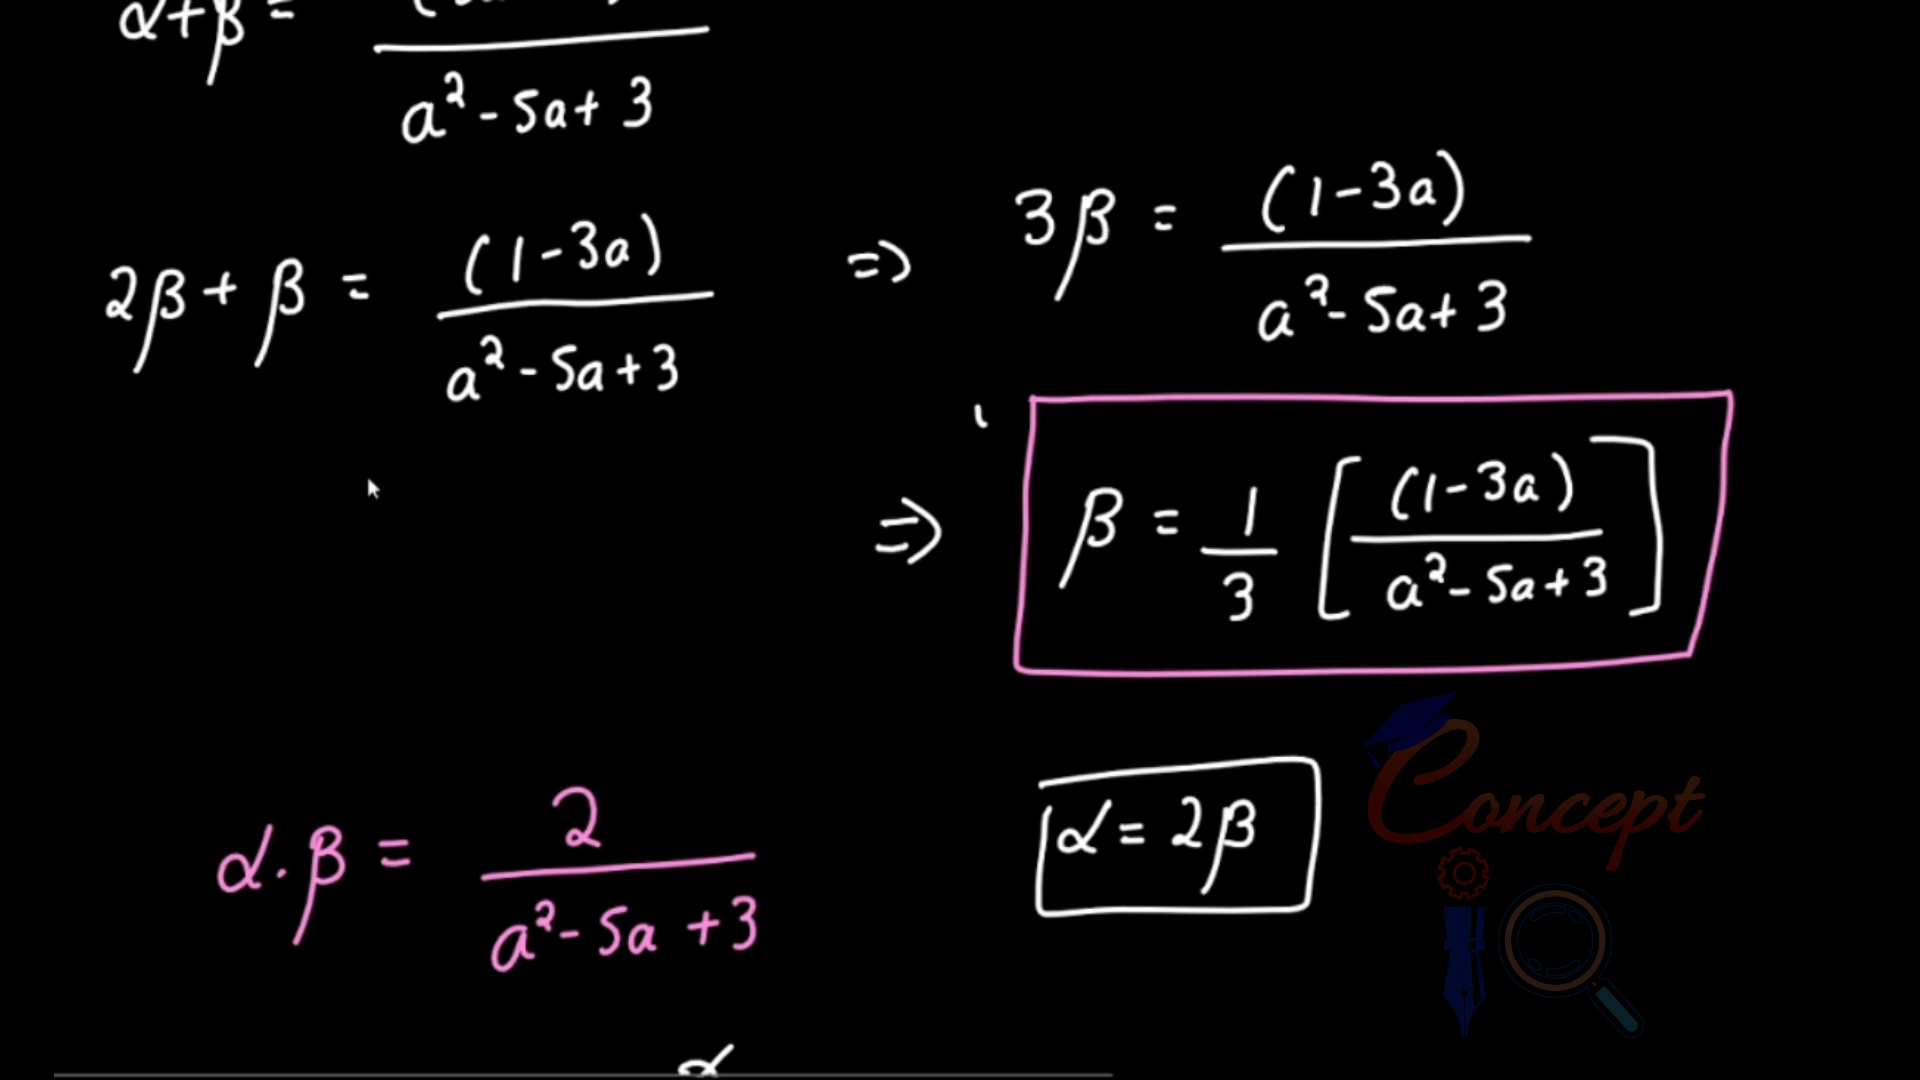 α+β =
a² - 5a + 3
2β + β = (1-3a) / a² - 5a + 3 => 3β = (1-3a) / a² - 5a + 3
=> β = 1/3 [(1-3a) / a² - 5a + 3]
α.β = 2 / a² - 5a + 3
α = 2β
Concept
α